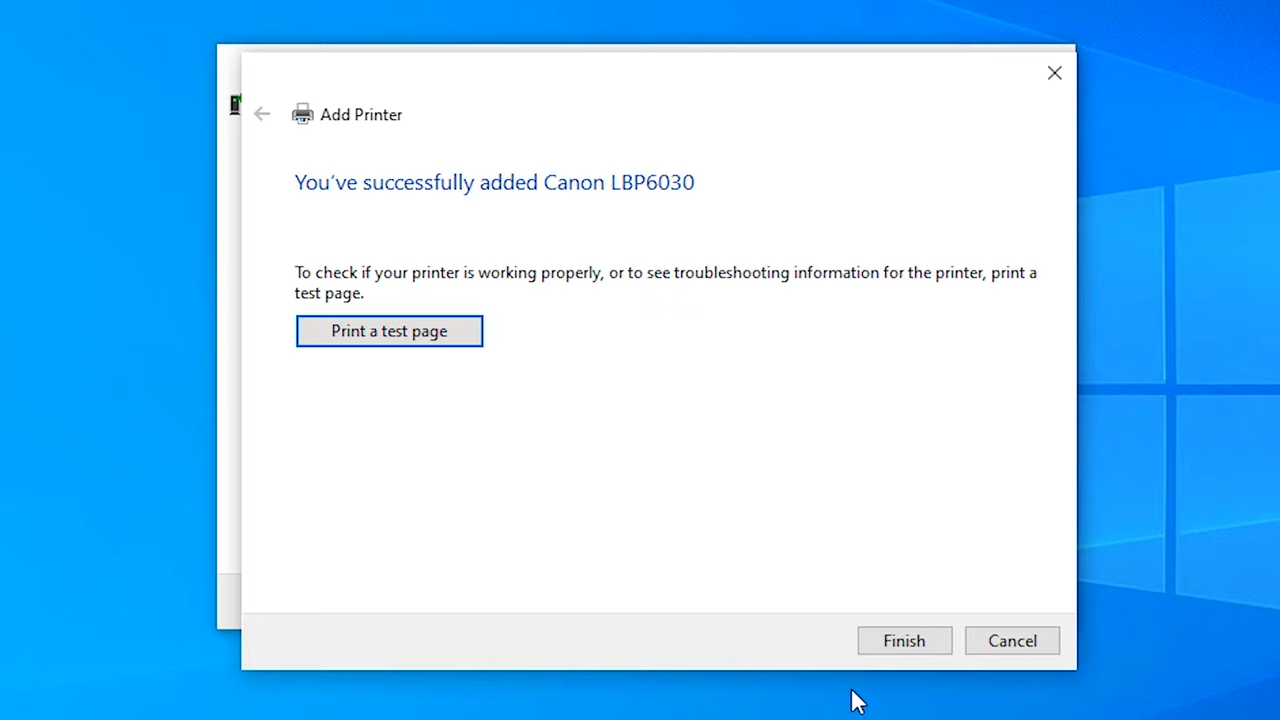 Add Printer
You've successfully added Canon LBP6030
To check if your printer is working properly, or to see troubleshooting information for the printer, print a
test page.
Print a test page
Finish
Cancel